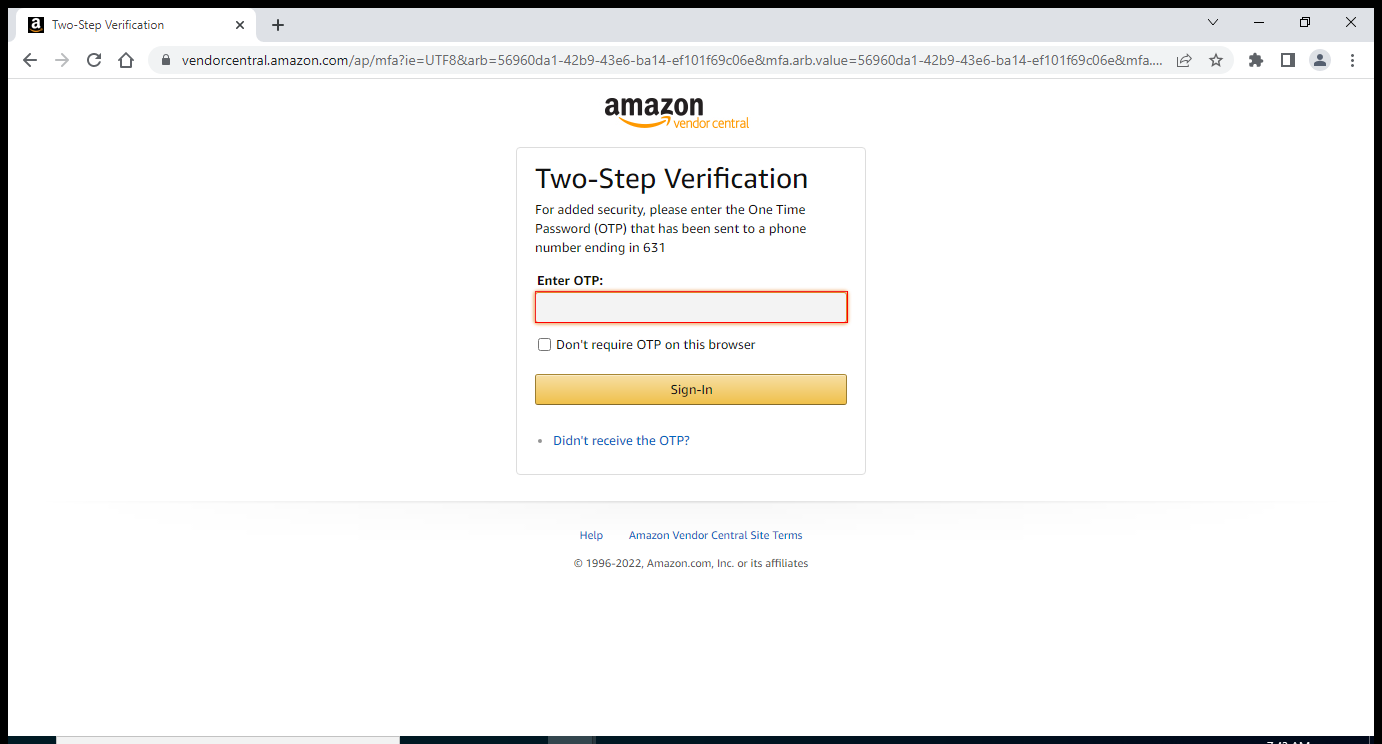 Two-Step Verification
vendorcentral.amazon.com/ap/mfa?ie=UTF8&arb=56960da1-42b9-43e6-ba14-ef101f69c06e&mfa.arb.value=56960da1-42b9-43e6-ba14-ef101f69c06e&mfa....
amazon
vendor central
Two-Step Verification
For added security, please enter the One Time
Password (OTP) that has been sent to a phone
number ending in 631
Enter OTP:
Don't require OTP on this browser
Sign-In
Didn't receive the OTP?
Help Amazon Vendor Central Site Terms
© 1996-2022, Amazon.com, Inc. or its affiliates